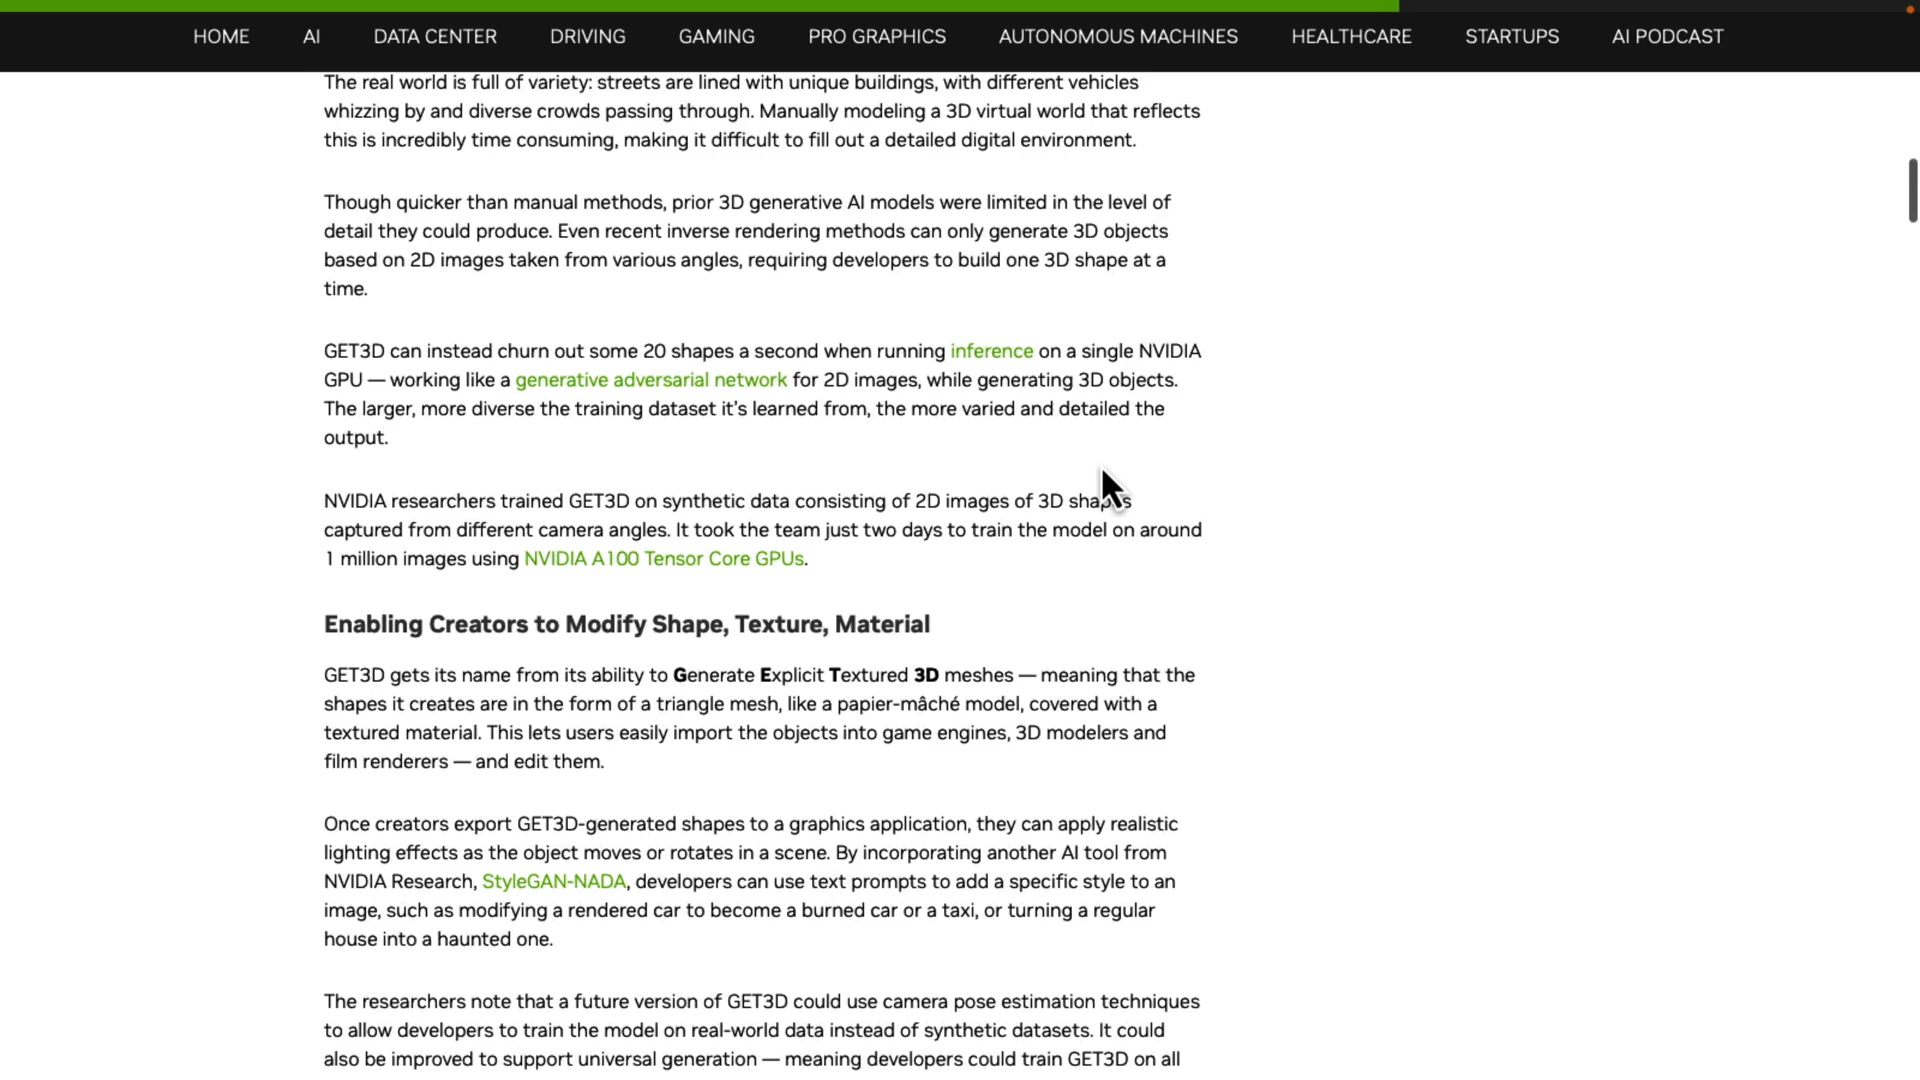 HOME AI DATA CENTER DRIVING GAMING PRO GRAPHICS AUTONOMOUS MACHINES HEALTHCARE STARTUPS AI PODCAST
The real world is full of variety: streets are lined with unique buildings, with different vehicles
whizzing by and diverse crowds passing through. Manually modeling a 3D virtual world that reflects
this is incredibly time consuming, making it difficult to fill out a detailed digital environment.
Though quicker than manual methods, prior 3D generative AI models were limited in the level of
detail they could produce. Even recent inverse rendering methods can only generate 3D objects
based on 2D images taken from various angles, requiring developers to build one 3D shape at a
time.
GET3D can instead churn out some 20 shapes a second when running inference on a single NVIDIA
GPU — working like a generative adversarial network for 2D images, while generating 3D objects.
The larger, more diverse the training dataset it’s learned from, the more varied and detailed the
output.
NVIDIA researchers trained GET3D on synthetic data consisting of 2D images of 3D shapes
captured from different camera angles. It took the team just two days to train the model on around
1 million images using NVIDIA A100 Tensor Core GPUs.
Enabling Creators to Modify Shape, Texture, Material
GET3D gets its name from its ability to Generate Explicit Textured 3D meshes — meaning that the
shapes it creates are in the form of a triangle mesh, like a papier-mâché model, covered with a
textured material. This lets users easily import the objects into game engines, 3D modelers and
film renderers — and edit them.
Once creators export GET3D-generated shapes to a graphics application, they can apply realistic
lighting effects as the object moves or rotates in a scene. By incorporating another AI tool from
NVIDIA Research, StyleGAN-NADA, developers can use text prompts to add a specific style to an
image, such as modifying a rendered car to become a burned car or a taxi, or turning a regular
house into a haunted one.
The researchers note that a future version of GET3D could use camera pose estimation techniques
to allow developers to train the model on real-world data instead of synthetic datasets. It could
also be improved to support universal generation — meaning developers could train GET3D on all